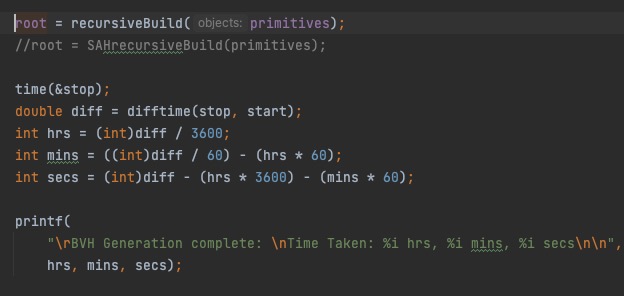 root = recursiveBuild( objects: primitives);
//root = SAHrecursiveBuild(primitives);
time(&stop);
double diff = difftime(stop, start);
int hrs = (int)diff / 3600;
int mins = ((int)diff / 60) - (hrs * 60);
int secs = (int)diff - (hrs * 3600) - (mins * 60);
printf(
"\rBVH Generation complete: \nTime Taken: %i hrs, %i mins, %i secs\n\n",
hrs, mins, secs);